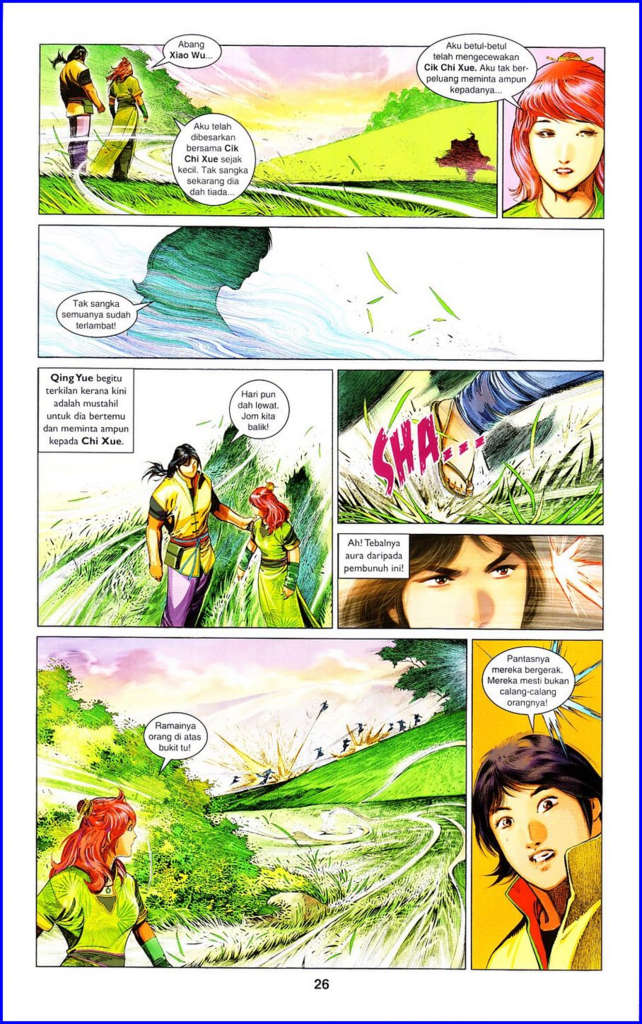 Abang
Xiao Wu...
Aku telah
dibesarkan
bersama Cik
Chi Xue sejak
kecil. Tak sangka
sekarang dia
dah tiada...
Aku betul-betul
telah mengecewakan
Cik Chi Xue. Aku tak ber-
peluang meminta ampun
kepadanya...
Tak sangka
semuanya sudah
terlambat!
Qing Yue begitu
terkilan kerana kini
adalah mustahil
untuk dia bertemu
dan meminta ampun
kepada Chi Xue.
Hari pun
dah lewat.
Jom kita
balik!
SHA...
Ah! Tebalnya
aura daripada
pembunuh ini!
Ramainya
orang di atas
bukit tu!
Pantasnya
mereka bergerak.
Mereka mesti bukan
calang-calang
orangnya!
26